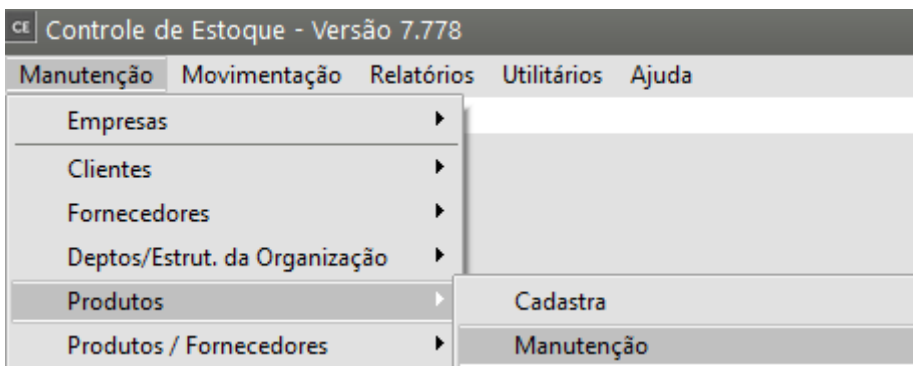 CE Controle de Estoque - Versão 7.778
Manutenção Movimentação Relatórios Utilitários Ajuda
Empresas
Clientes
Fornecedores
Deptos/Estrut. da Organização
Produtos Cadastra
Produtos / Fornecedores Manutenção